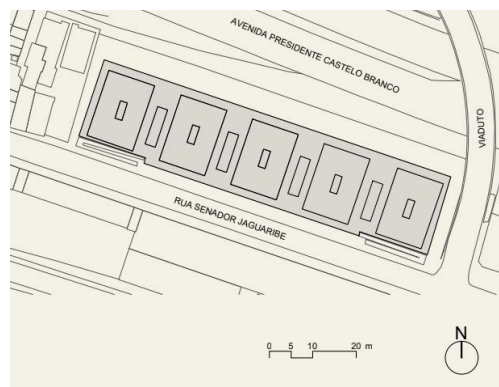 AVENIDA PRESIDENTE CASTELO BRANCO
VIADUTO
RUA SENADOR JAGUARIBE
0 5 10 20 m
N